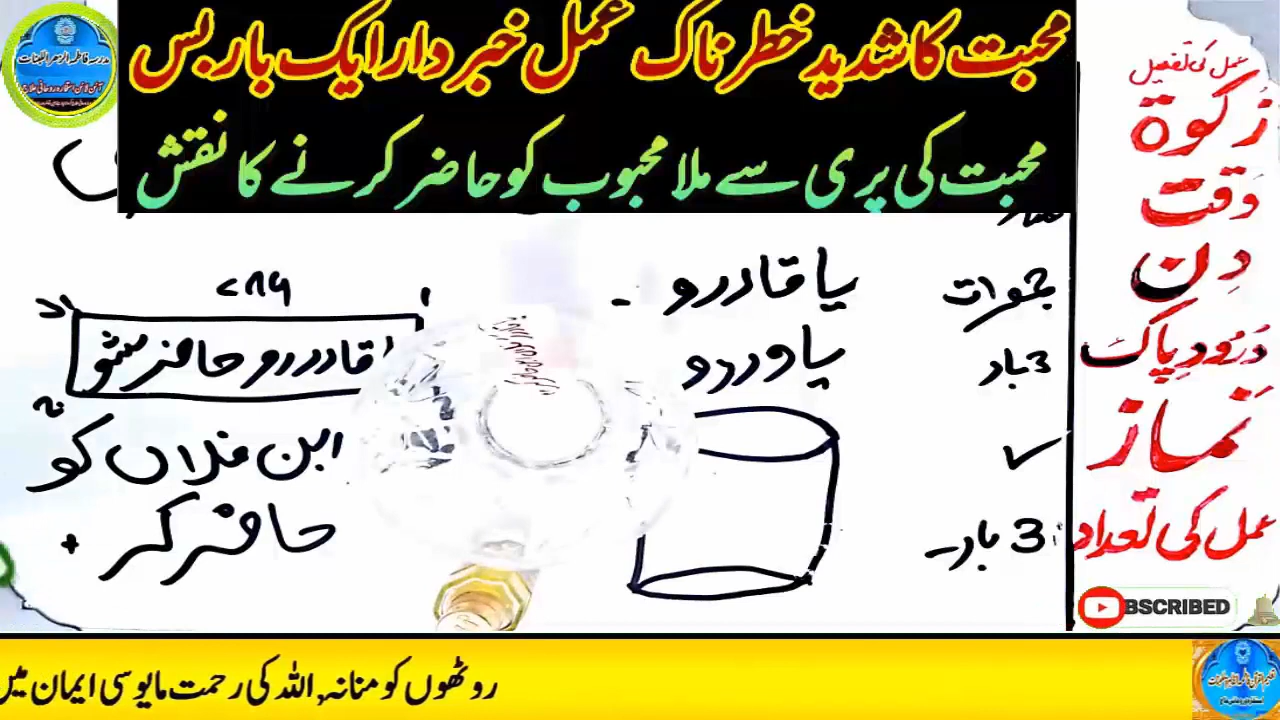 محبت کا شدید خطرناک عمل خبردار ایک بار بس
محبت کی پری سے ملا محبوب کو حاضر کرنے کا نقش
عمل کی تفصیل
زکوۃ
وقت
دن
درود پاک
نماز
عمل کی تعداد
جمعرات
3 بار
3 بار
یا قادرو
یا وردو
۷۸۶
قادررو حاضر شو
ابن فلاں کو
حاضر کر
BSCRIBED
روٹھوں کو منانہ, اللہ کی رحمت مایوسی ایمان میں